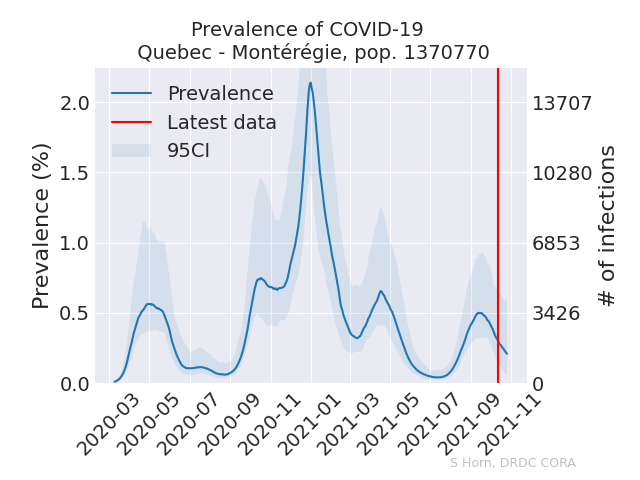 Prevalence of COVID-19
Quebec - Montérégie, pop. 1370770
Prevalence
Latest data
95CI
Prevalence (%)
2.0
1.5
1.0
0.5
0.0
13707
10280
6853
3426
0
# of infections
2020-03
2020-05
2020-07
2020-09
2020-11
2021-01
2021-03
2021-05
2021-07
2021-09
2021-11
S Horn, DRDC CORA